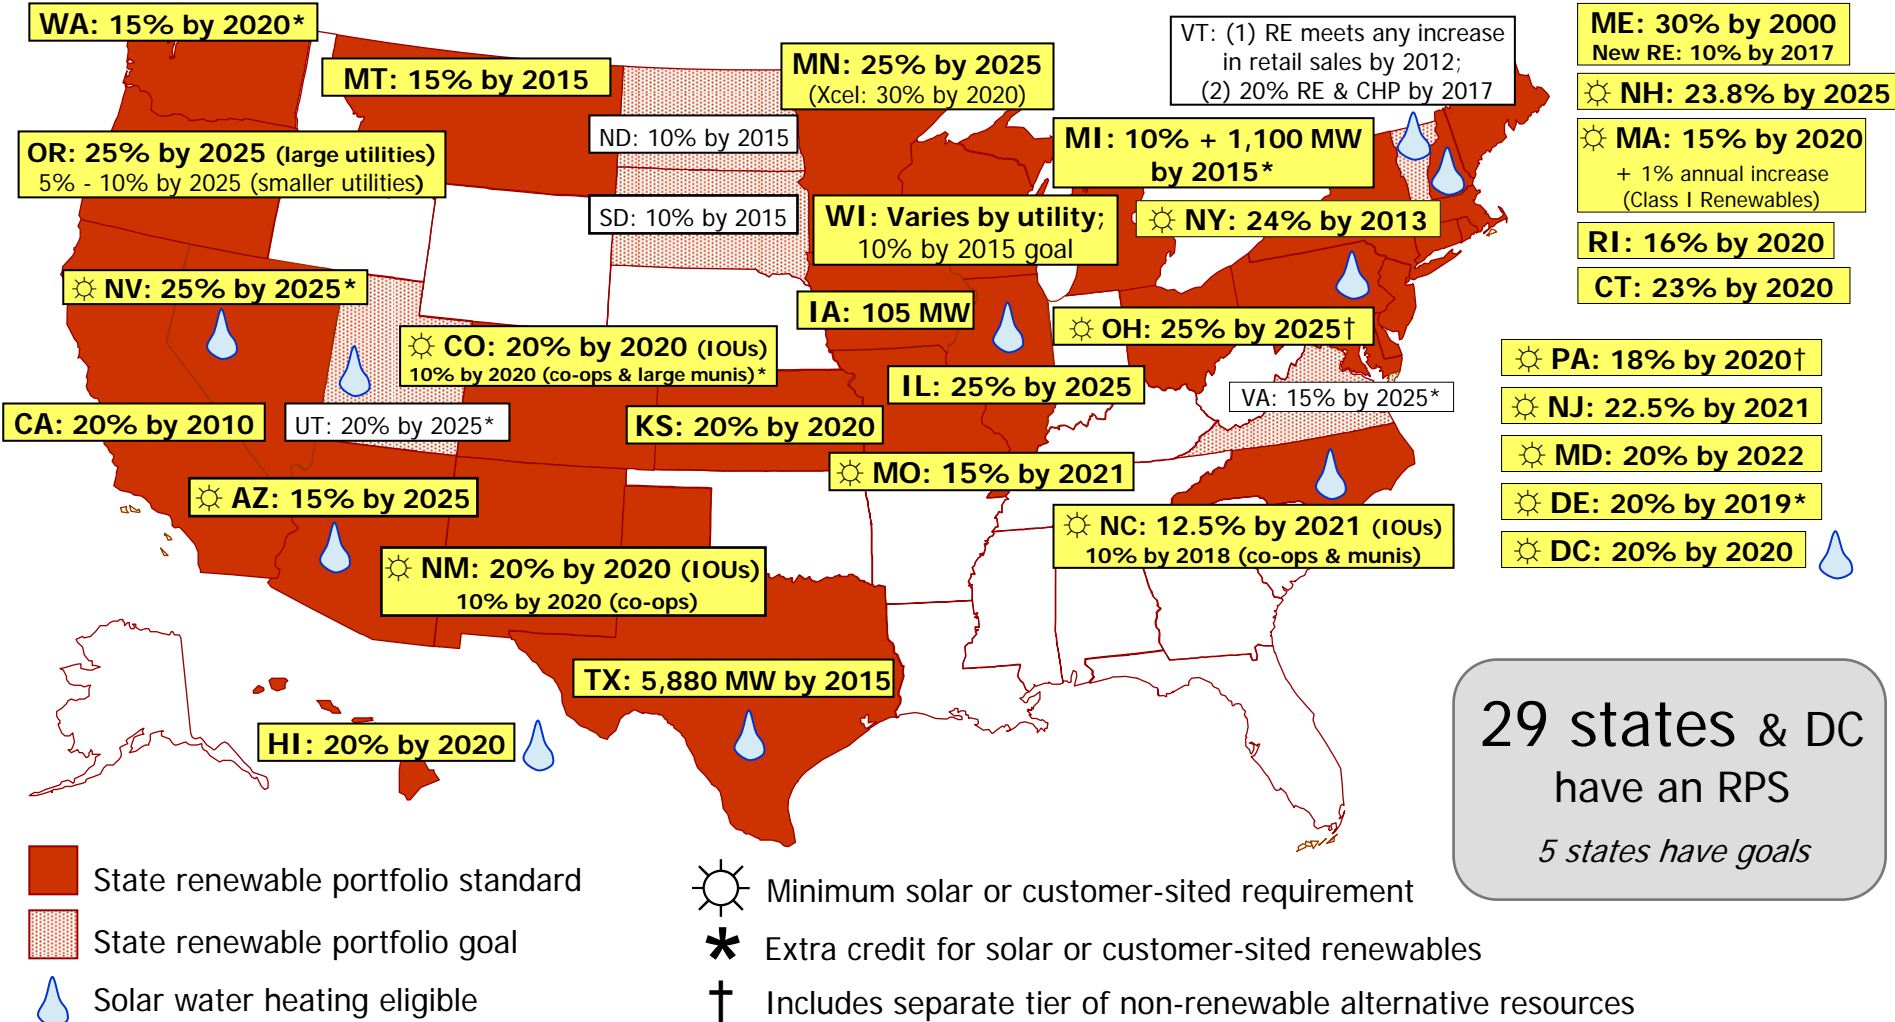 WA: 15% by 2020*
MT: 15% by 2015
MN: 25% by 2025
(Xcel: 30% by 2020)
VT: (1) RE meets any increase
in retail sales by 2012;
(2) 20% RE & CHP by 2017
ME: 30% by 2000
New RE: 10% by 2017
☼ NH: 23.8% by 2025
☼ MA: 15% by 2020
+ 1% annual increase
(Class I Renewables)
RI: 16% by 2020
CT: 23% by 2020
OR: 25% by 2025 (large utilities)
5% - 10% by 2025 (smaller utilities)
ND: 10% by 2015
SD: 10% by 2015
MI: 10% + 1,100 MW
by 2015*
WI: Varies by utility;
10% by 2015 goal
☼ NY: 24% by 2013
☼ NV: 25% by 2025*
IA: 105 MW
☼ OH: 25% by 2025†
☼ CO: 20% by 2020 (IOUs)
10% by 2020 (co-ops & large munis)*
IL: 25% by 2025
VA: 15% by 2025*
☼ PA: 18% by 2020†
☼ NJ: 22.5% by 2021
☼ MD: 20% by 2022
☼ DE: 20% by 2019*
☼ DC: 20% by 2020
CA: 20% by 2010
UT: 20% by 2025*
KS: 20% by 2020
☼ MO: 15% by 2021
☼ AZ: 15% by 2025
☼ NC: 12.5% by 2021 (IOUs)
10% by 2018 (co-ops & munis)
☼ NM: 20% by 2020 (IOUs)
10% by 2020 (co-ops)
TX: 5,880 MW by 2015
HI: 20% by 2020
29 states & DC
have an RPS
5 states have goals
State renewable portfolio standard
State renewable portfolio goal
Solar water heating eligible
☼ Minimum solar or customer-sited requirement
* Extra credit for solar or customer-sited renewables
† Includes separate tier of non-renewable alternative resources